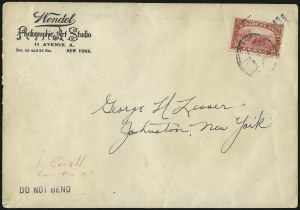 Wendel
Photographic Art Studio
11 AVENUE A,
Bet. 1st and 2d Sts. NEW YORK.
George H. Lesser
Johnston, New York
DO NOT BEND